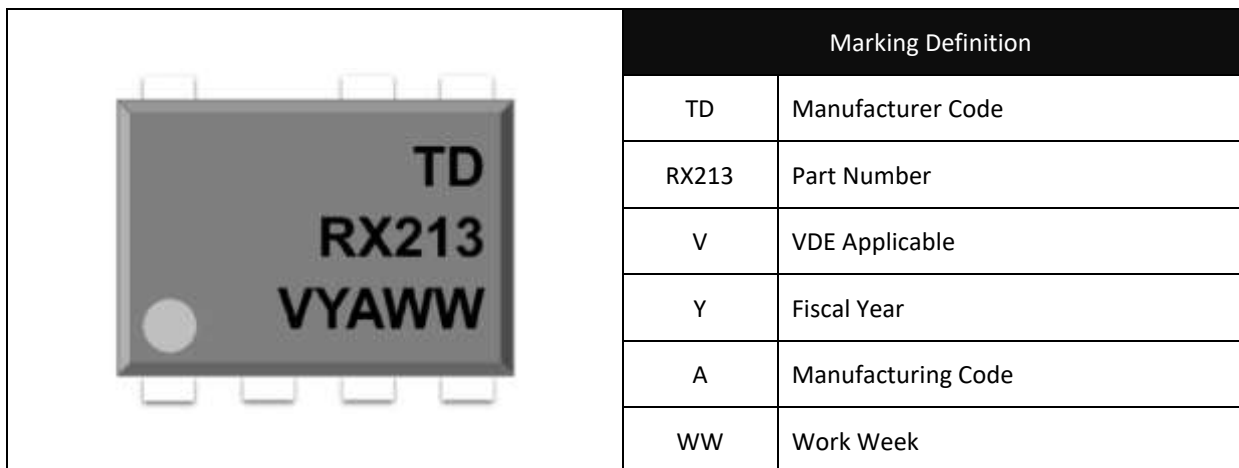 TD
RX213
VYAWW
Marking Definition
TD Manufacturer Code
RX213 Part Number
V VDE Applicable
Y Fiscal Year
A Manufacturing Code
WW Work Week